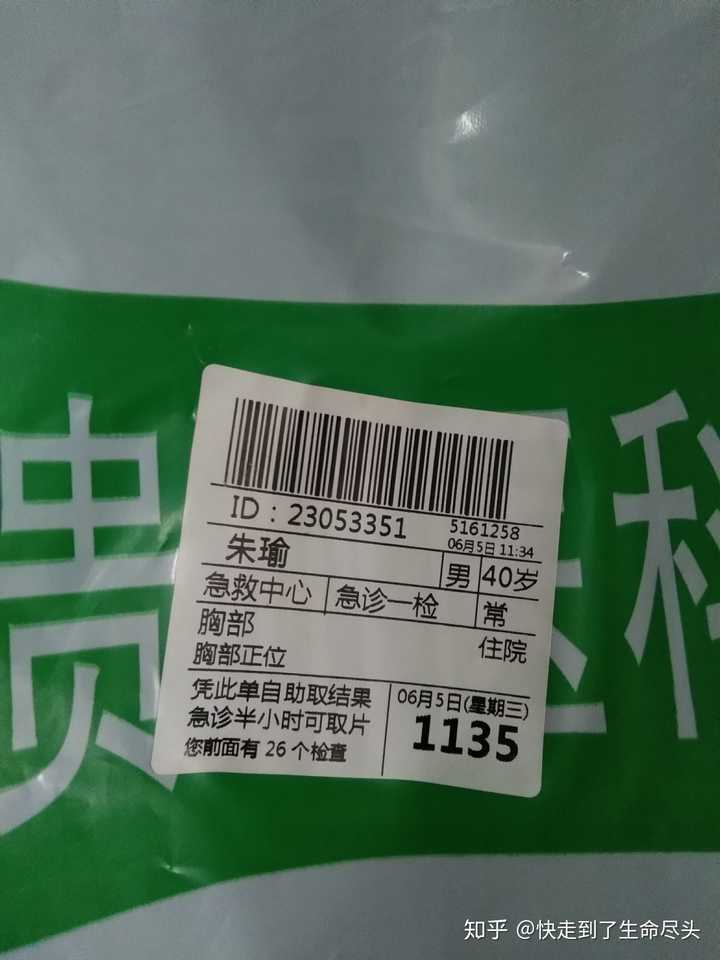 贵
医科
ID：23053351
5161258
06月5日 11:34
朱瑜
男
40岁
急救中心
急诊一检
常
胸部
住院
胸部正位
凭此单自助取结果
急诊半小时可取片
您前面有 26 个检查
06月5日(星期三)
1135
知乎 @快走到了生命尽头